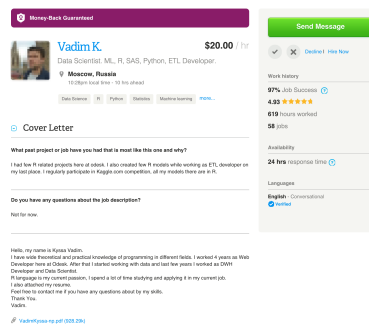 Money-Back Guaranteed
Vadim K.
$20.00 / hr
Data Scientist. ML, R, SAS, Python, ETL Developer.
Moscow, Russia
10:28pm local time - 10 hrs ahead
Data Science R Python Statistics Machine learning more...
Cover Letter
What past project or job have you had that is most like this one and why?
I had few R related projects here at odesk. I also created few R models while working as ETL developer on
my last place. I regularly participate in Kaggle.com competition, all my models there are in R.
Do you have any questions about the job description?
Not for now.
Hello, my name is Kyssa Vadim.
I have wide theoretical and practical knowledge of programming in different fields. I worked 4 years as Web
Developer here at Odesk. After that I started working with data and last few years I worked as DWH
Developer and Data Scientist.
R language is my current passion, I spend a lot of time studying and applying it in my current job.
I also attached my resume.
Feel free to contact me if you have any questions about by my skills.
Thank You.
Vadim.
(928.29k)
Send Message
Decline Hire Now
Work history
97% Job Success
4.93
619 hours worked
58 jobs
Availability
24 hrs response time
Languages
English - Conversational
Verified